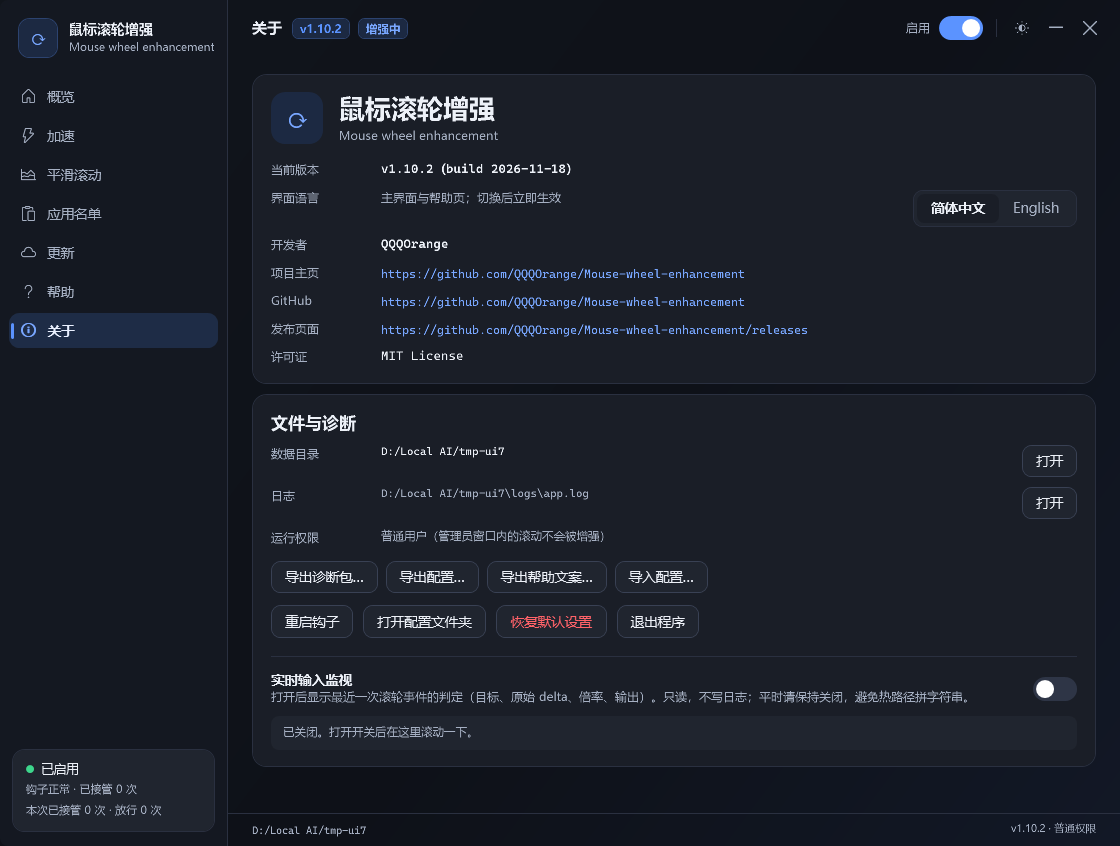 鼠标滚轮增强
Mouse wheel enhancement
概览
加速
平滑滚动
应用名单
更新
帮助
关于
已启用
钩子正常 · 已接管 0 次
本次已接管 0 次 · 放行 0 次
关于 v1.10.2 增强中
启用
鼠标滚轮增强
Mouse wheel enhancement
当前版本 v1.10.2 (build 2026-11-18)
界面语言 主界面与帮助页；切换后立即生效
简体中文 English
开发者 QQQOrange
项目主页 https://github.com/QQQOrange/Mouse-wheel-enhancement
GitHub https://github.com/QQQOrange/Mouse-wheel-enhancement
发布页面 https://github.com/QQQOrange/Mouse-wheel-enhancement/releases
许可证 MIT License
文件与诊断
数据目录 D:/Local AI/tmp-ui7 打开
日志 D:/Local AI/tmp-ui7\logs\app.log 打开
运行权限 普通用户（管理员窗口内的滚动不会被增强）
导出诊断包... 导出配置... 导出帮助文案... 导入配置...
重启钩子 打开配置文件夹 恢复默认设置 退出程序
实时输入监视
打开后显示最近一次滚轮事件的判定（目标、原始 delta、倍率、输出）。只读，不写日志；平时请保持关闭，避免热路径拼字符串。
已关闭。打开开关后在这里滚动一下。
D:/Local AI/tmp-ui7
v1.10.2 · 普通权限